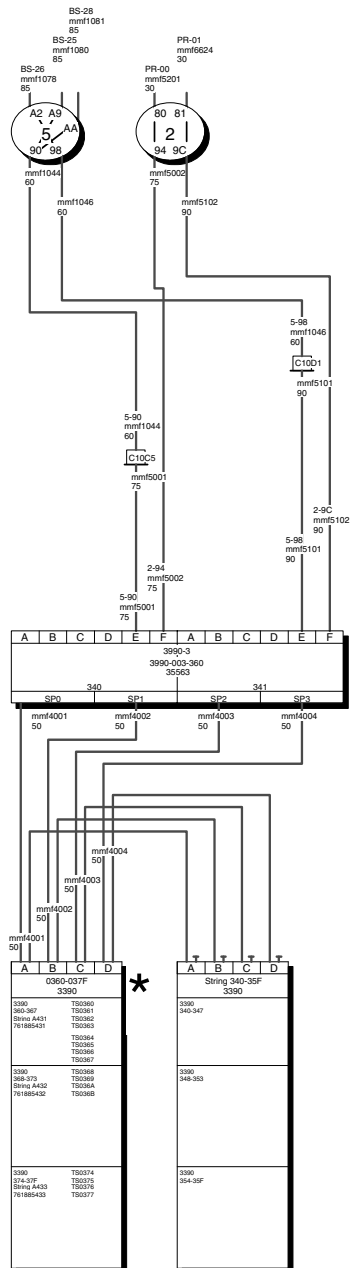 BS-28
mmf1081
85
BS-25
mmf1080
85
BS-26
mmf1078
85
PR-01
mmf6624
30
PR-00
mmf5201
30
A2 A9
AA
5
90 98
80 81
2
94 9C
mmf1044
60
mmf1046
60
mmf5002
75
mmf5102
90
5-98
mmf1046
60
C10D1
mmf5101
90
5-90
mmf1044
60
C10C5
mmf5001
75
2-9C
mmf5102
90
5-98
mmf5101
90
2-94
mmf5002
75
5-90
mmf5001
75
A B C D E F A B C D E F
3990-3
3990-003-360
35563
340 341
SP0 SP1 SP2 SP3
mmf4001
50
mmf4002
50
mmf4003
50
mmf4004
50
mmf4004
50
mmf4003
50
mmf4002
50
mmf4001
50
A B C D
0360-037F
3390
*
3390
360-367
String A431
761885431
TS0360
TS0361
TS0362
TS0363
TS0364
TS0365
TS0366
TS0367
3390
368-373
String A432
761885432
TS0368
TS0369
TS036A
TS036B
3390
374-37F
String A433
761885433
TS0374
TS0375
TS0376
TS0377
A B C D
String 340-35F
3390
3390
340-347
3390
348-353
3390
354-35F